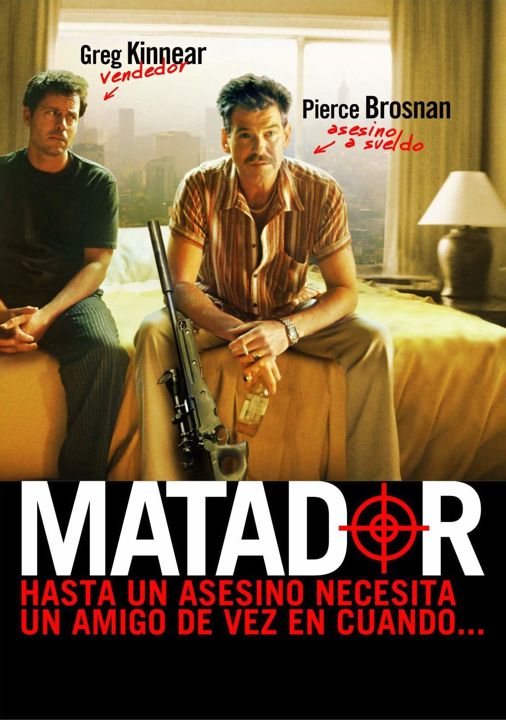 Greg Kinnear
vendedor
Pierce Brosnan
asesino
a sueldo
MATADOR
HASTA UN ASESINO NECESITA
UN AMIGO DE VEZ EN CUANDO...